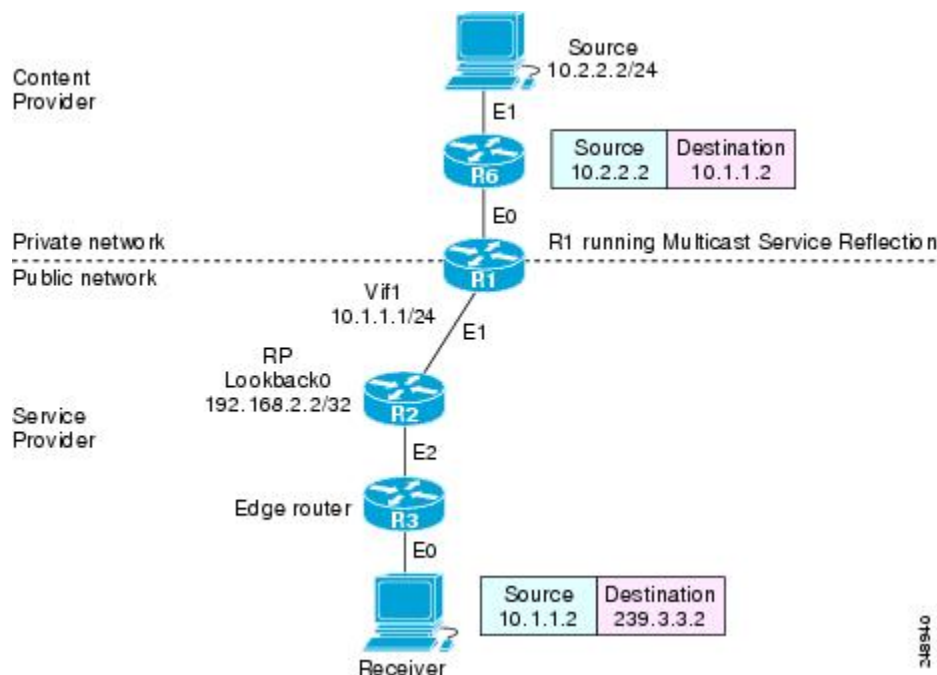 Source
10.2.2.2/24
Content
Provider
E1
Source
10.2.2.2
Destination
10.1.1.2
R6
E0
Private network
R1 running Multicast Service Reflection
Public network
R1
Vif1
10.1.1.1/24
E1
RP
Lookback0
192.168.2.2/32
R2
Service
Provider
E2
Edge router
R3
E0
Source
10.1.1.2
Destination
239.3.3.2
Receiver
248940